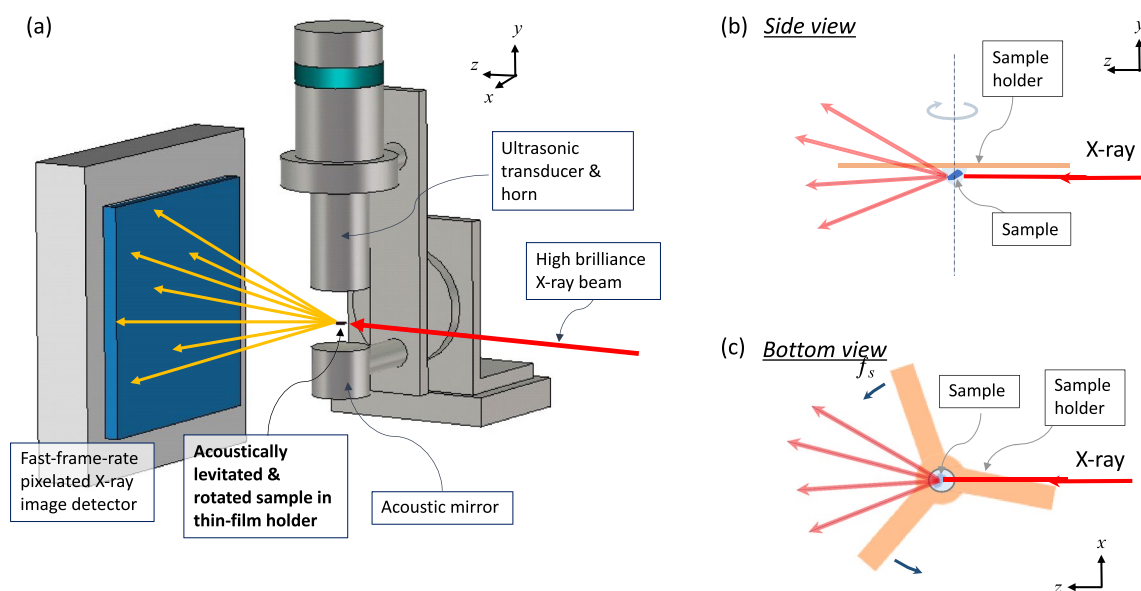 (a)
y
z
x
Ultrasonic
transducer &
horn
High brilliance
X-ray beam
Fast-frame-rate
pixelated X-ray
image detector
Acoustically
levitated &
rotated sample in
thin-film holder
Acoustic mirror
(b) Side view
y
z
Sample
holder
X-ray
Sample
(c) Bottom view
fs
Sample
Sample
holder
X-ray
x
z